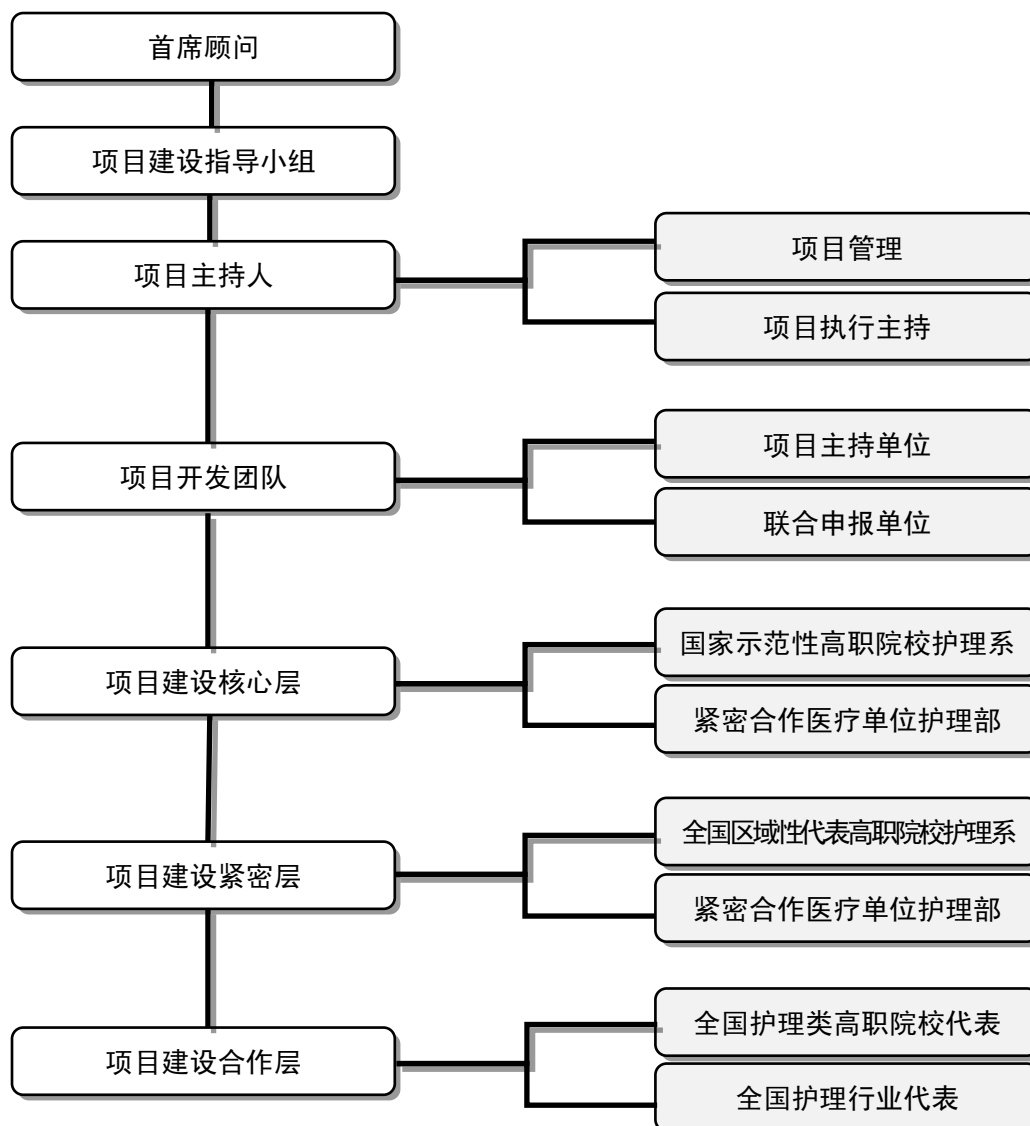 首席顾问
项目建设指导小组
项目主持人
项目管理
项目执行主持
项目开发团队
项目主持单位
联合申报单位
项目建设核心层
国家示范性高职院校护理系
紧密合作医疗单位护理部
项目建设紧密层
全国区域性代表高职院校护理系
紧密合作医疗单位护理部
项目建设合作层
全国护理类高职院校代表
全国护理行业代表